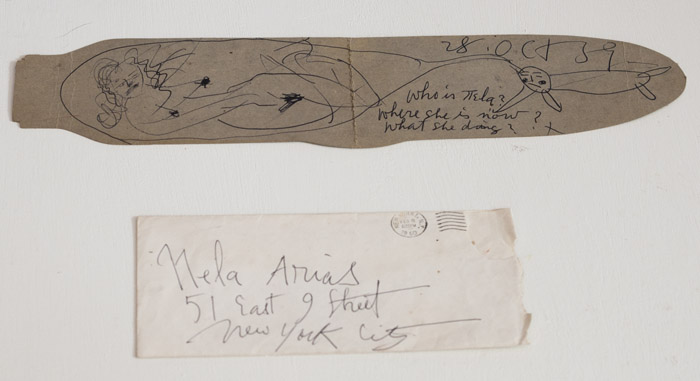 28 OCT 39
Who is Nela?
Where she is now?
What she doing? x
Nela Arias
51 East 9 Street
New York City